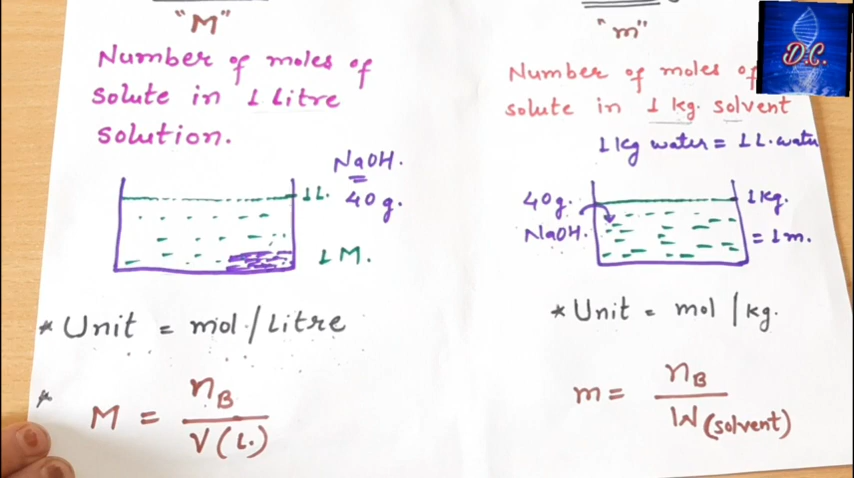 "M"
Number of moles of
solute in 1 Litre
solution.
NaOH.
1L. 40g.
1 M.
* Unit = mol/Litre
* M = nB / V(L.)
"m"
Number of moles of
solute in 1 kg. solvent
1 kg water = 1 L. water
40g. 1 kg.
NaOH. = 1m.
* Unit = mol/kg.
m = nB / W(solvent)
D.C.